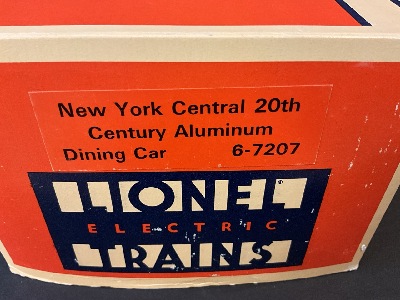 New York Central 20th
Century Aluminum
Dining Car 6-7207
LIONEL
ELECTRIC
TRAINS